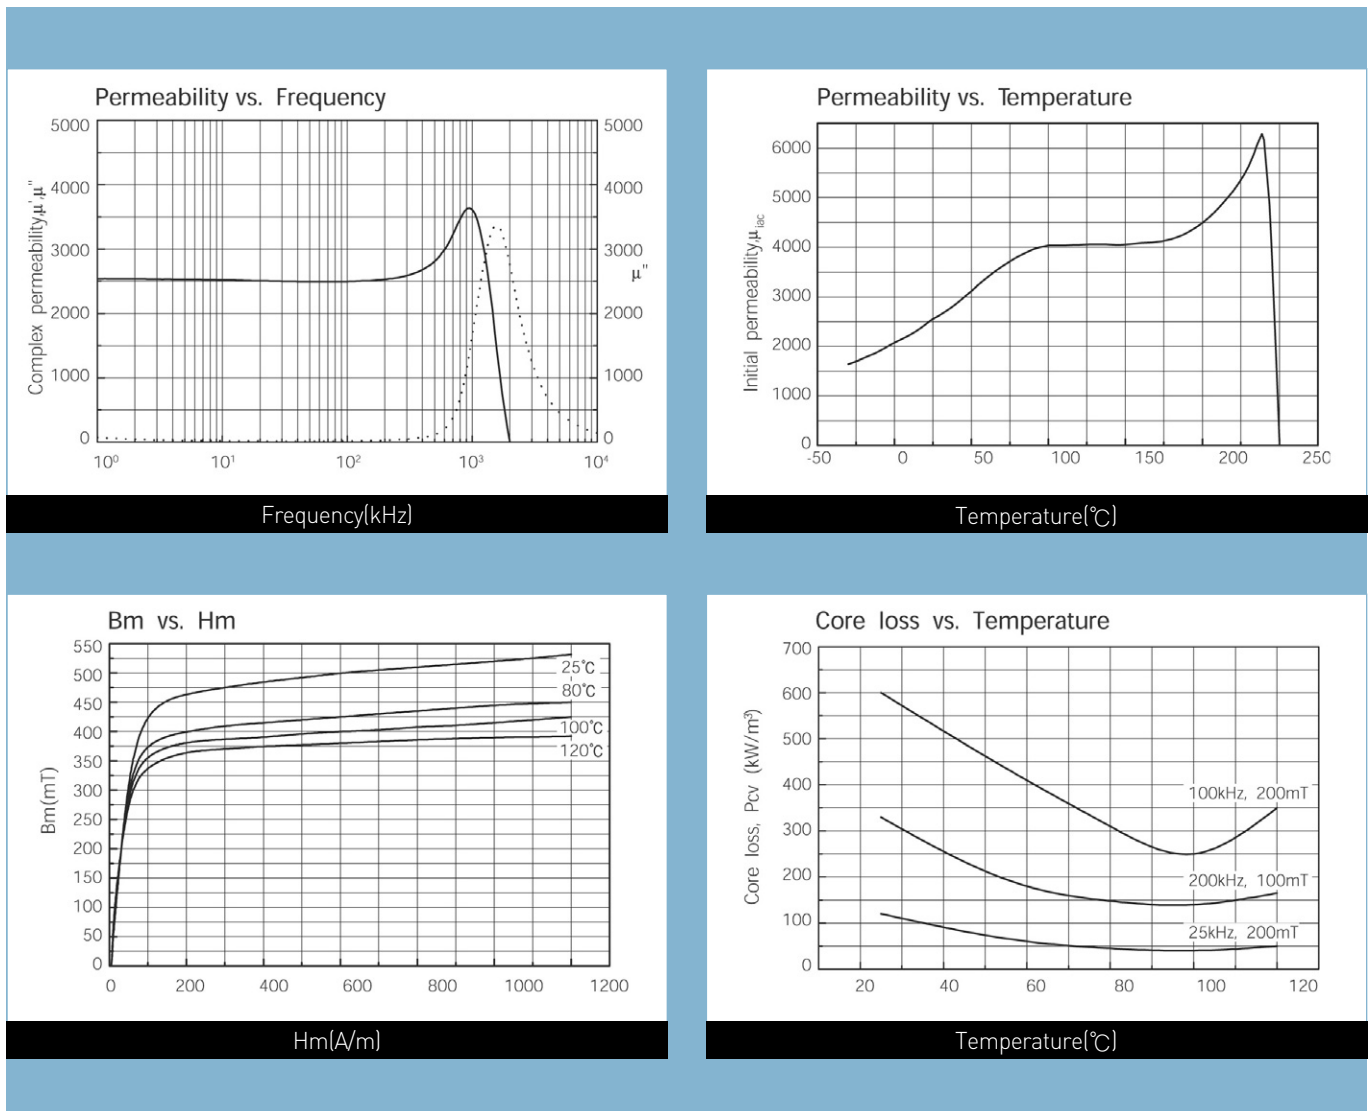 Permeability vs. Frequency
5000
4000
3000
2000
1000
0
Complex permeability,μ',μ"
5000
4000
3000
μ"
2000
1000
0
10⁰ 10¹ 10² 10³ 10⁴
Frequency(kHz)
Permeability vs. Temperature
6000
5000
4000
3000
2000
1000
0
Initial permeability,μiac
-50 0 50 100 150 200 250
Temperature(℃)
Bm vs. Hm
550
500
450
400
350
300
250
200
150
100
50
0
Bm(mT)
25℃
80℃
100℃
120℃
0 200 400 600 800 1000 1200
Hm(A/m)
Core loss vs. Temperature
700
600
500
400
300
200
100
0
Core loss, Pcv (kW/m³)
100kHz, 200mT
200kHz, 100mT
25kHz, 200mT
20 40 60 80 100 120
Temperature(℃)